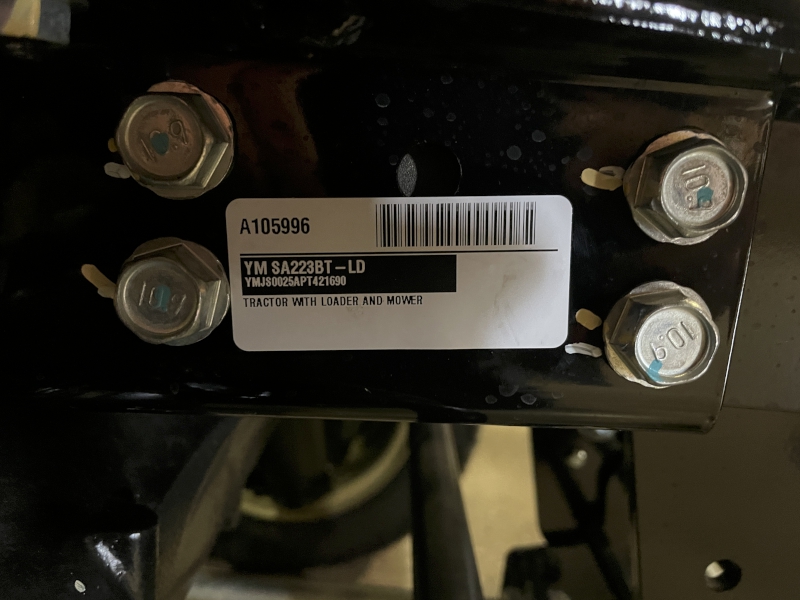 10.9
10.9
A105996
YM SA223BT-LD
YMJS0025APT421690
TRACTOR WITH LOADER AND MOWER
10.9
10.9